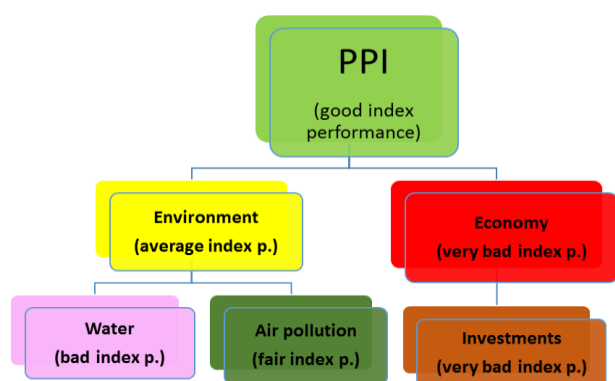 PPI
(good index
performance)
Environment
(average index p.)
Economy
(very bad index p.)
Water
(bad index p.)
Air pollution
(fair index p.)
Investments
(very bad index p.)